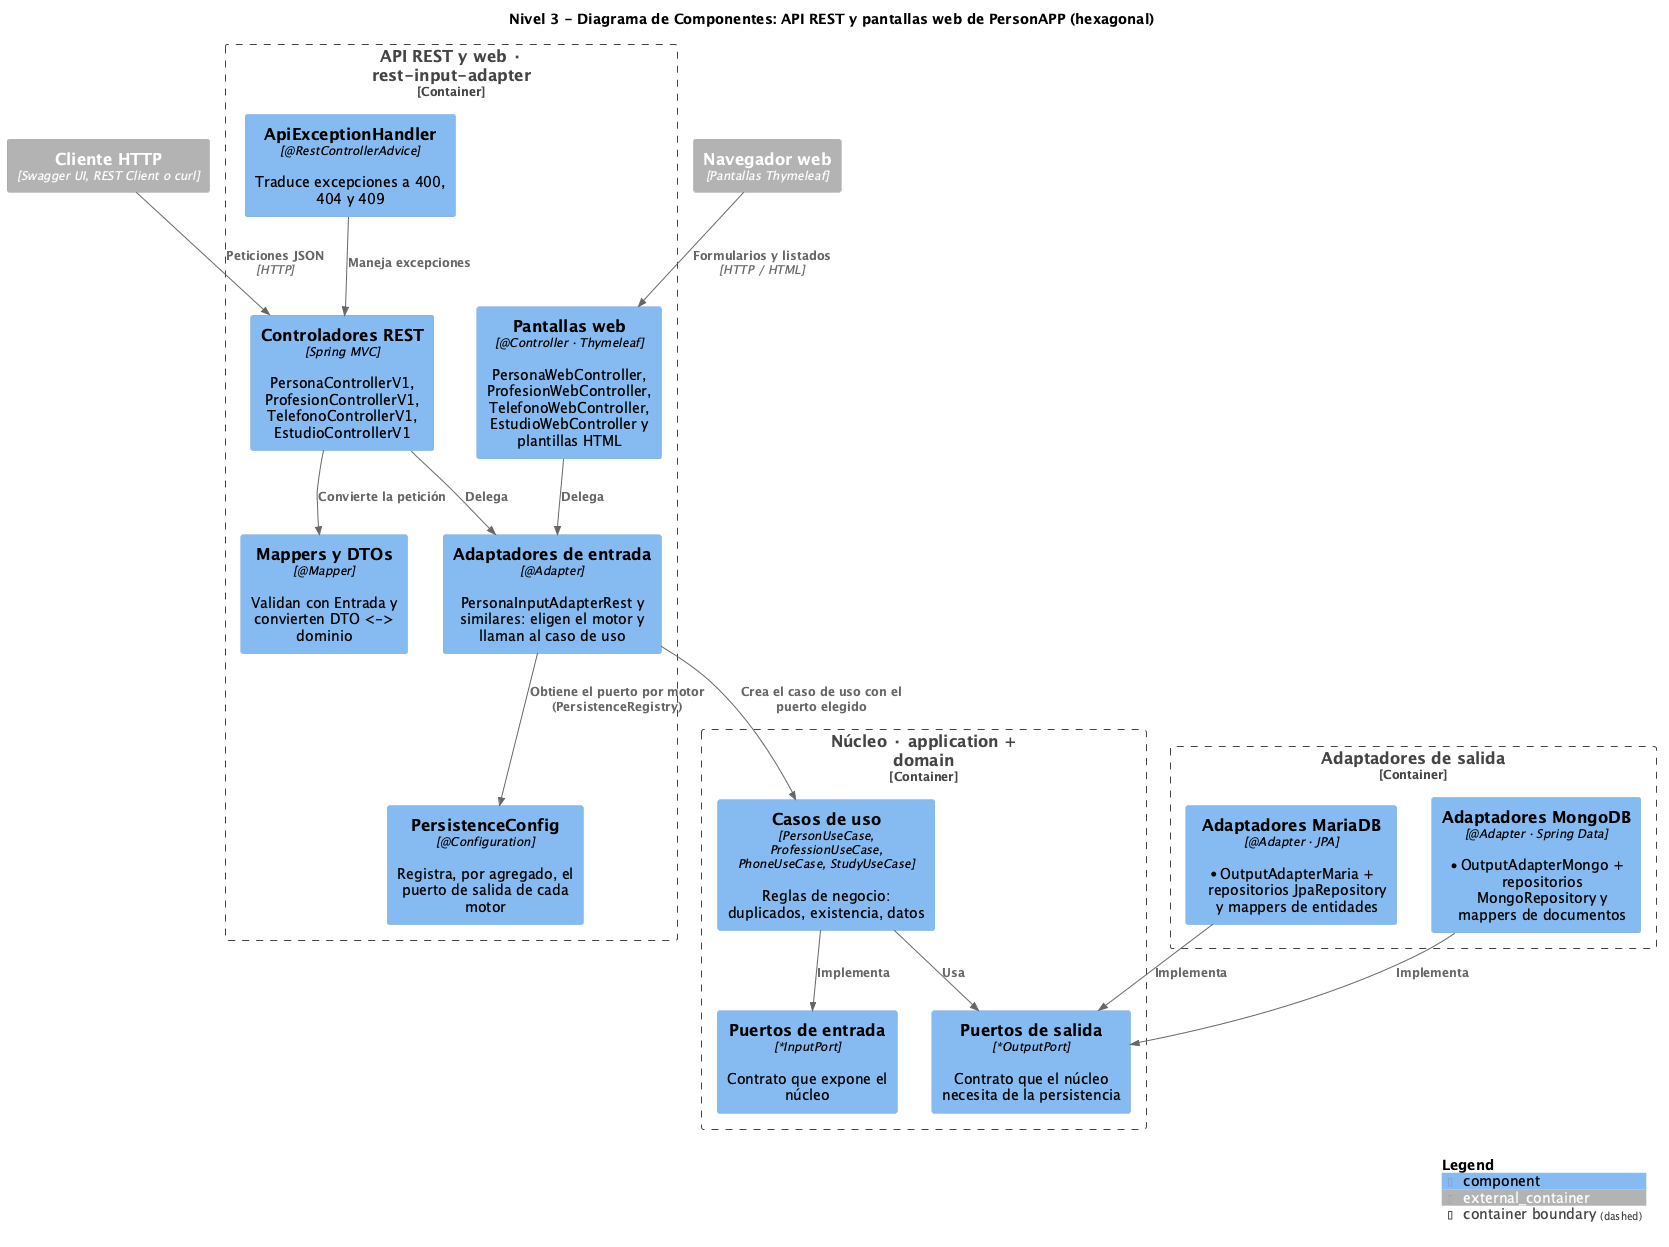 Nivel 3 - Diagrama de Componentes: API REST y pantallas web de PersonAPP (hexagonal)
API REST y web ·
rest-input-adapter
[Container]
ApiExceptionHandler
[@RestControllerAdvice]
Traduce excepciones a 400,
404 y 409
Cliente HTTP
[Swagger UI, REST Client o curl]
Navegador web
[Pantallas Thymeleaf]
Peticiones JSON
[HTTP]
Maneja excepciones
Formularios y listados
[HTTP / HTML]
Controladores REST
[Spring MVC]
PersonaControllerV1,
ProfesionControllerV1,
TelefonoControllerV1,
EstudioControllerV1
Pantallas web
[@Controller · Thymeleaf]
PersonaWebController,
ProfesionWebController,
TelefonoWebController,
EstudioWebController y
plantillas HTML
Convierte la petición
Delega
Delega
Mappers y DTOs
[@Mapper]
Validan con Entrada y
convierten DTO <->
dominio
Adaptadores de entrada
[@Adapter]
PersonaInputAdapterRest y
similares: eligen el motor y
llaman al caso de uso
Obtiene el puerto por motor
(PersistenceRegistry)
Crea el caso de uso con el
puerto elegido
PersistenceConfig
[@Configuration]
Registra, por agregado, el
puerto de salida de cada
motor
Núcleo · application +
domain
[Container]
Casos de uso
[PersonUseCase,
ProfessionUseCase,
PhoneUseCase, StudyUseCase]
Reglas de negocio:
duplicados, existencia, datos
Adaptadores de salida
[Container]
Adaptadores MariaDB
[@Adapter · JPA]
• OutputAdapterMaria +
repositorios JpaRepository
y mappers de entidades
Adaptadores MongoDB
[@Adapter · Spring Data]
• OutputAdapterMongo +
repositorios
MongoRepository y
mappers de documentos
Implementa
Usa
Implementa
Implementa
Puertos de entrada
[*InputPort]
Contrato que expone el
núcleo
Puertos de salida
[*OutputPort]
Contrato que el núcleo
necesita de la persistencia
Legend
component
external_container
container boundary (dashed)